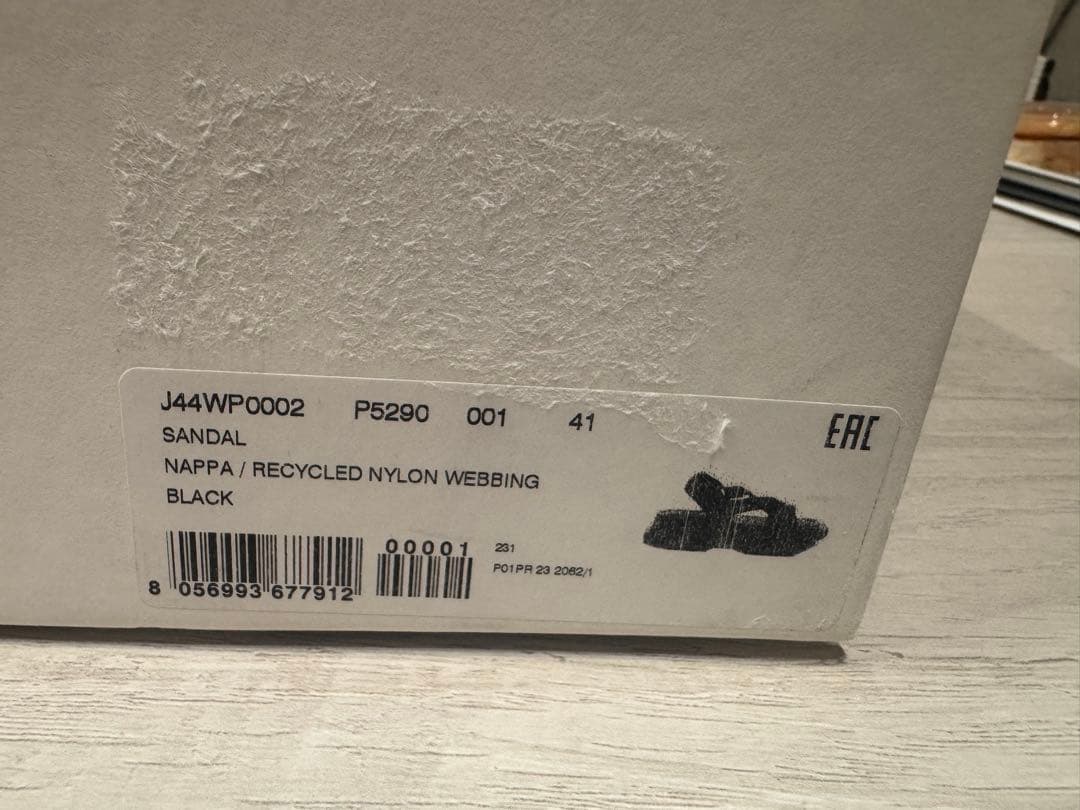 J44WP0002 P5290 001 41
EAC
SANDAL
NAPPA / RECYCLED NYLON WEBBING
BLACK
00001
231
P01PR 23 2062/1
8 056993 677912